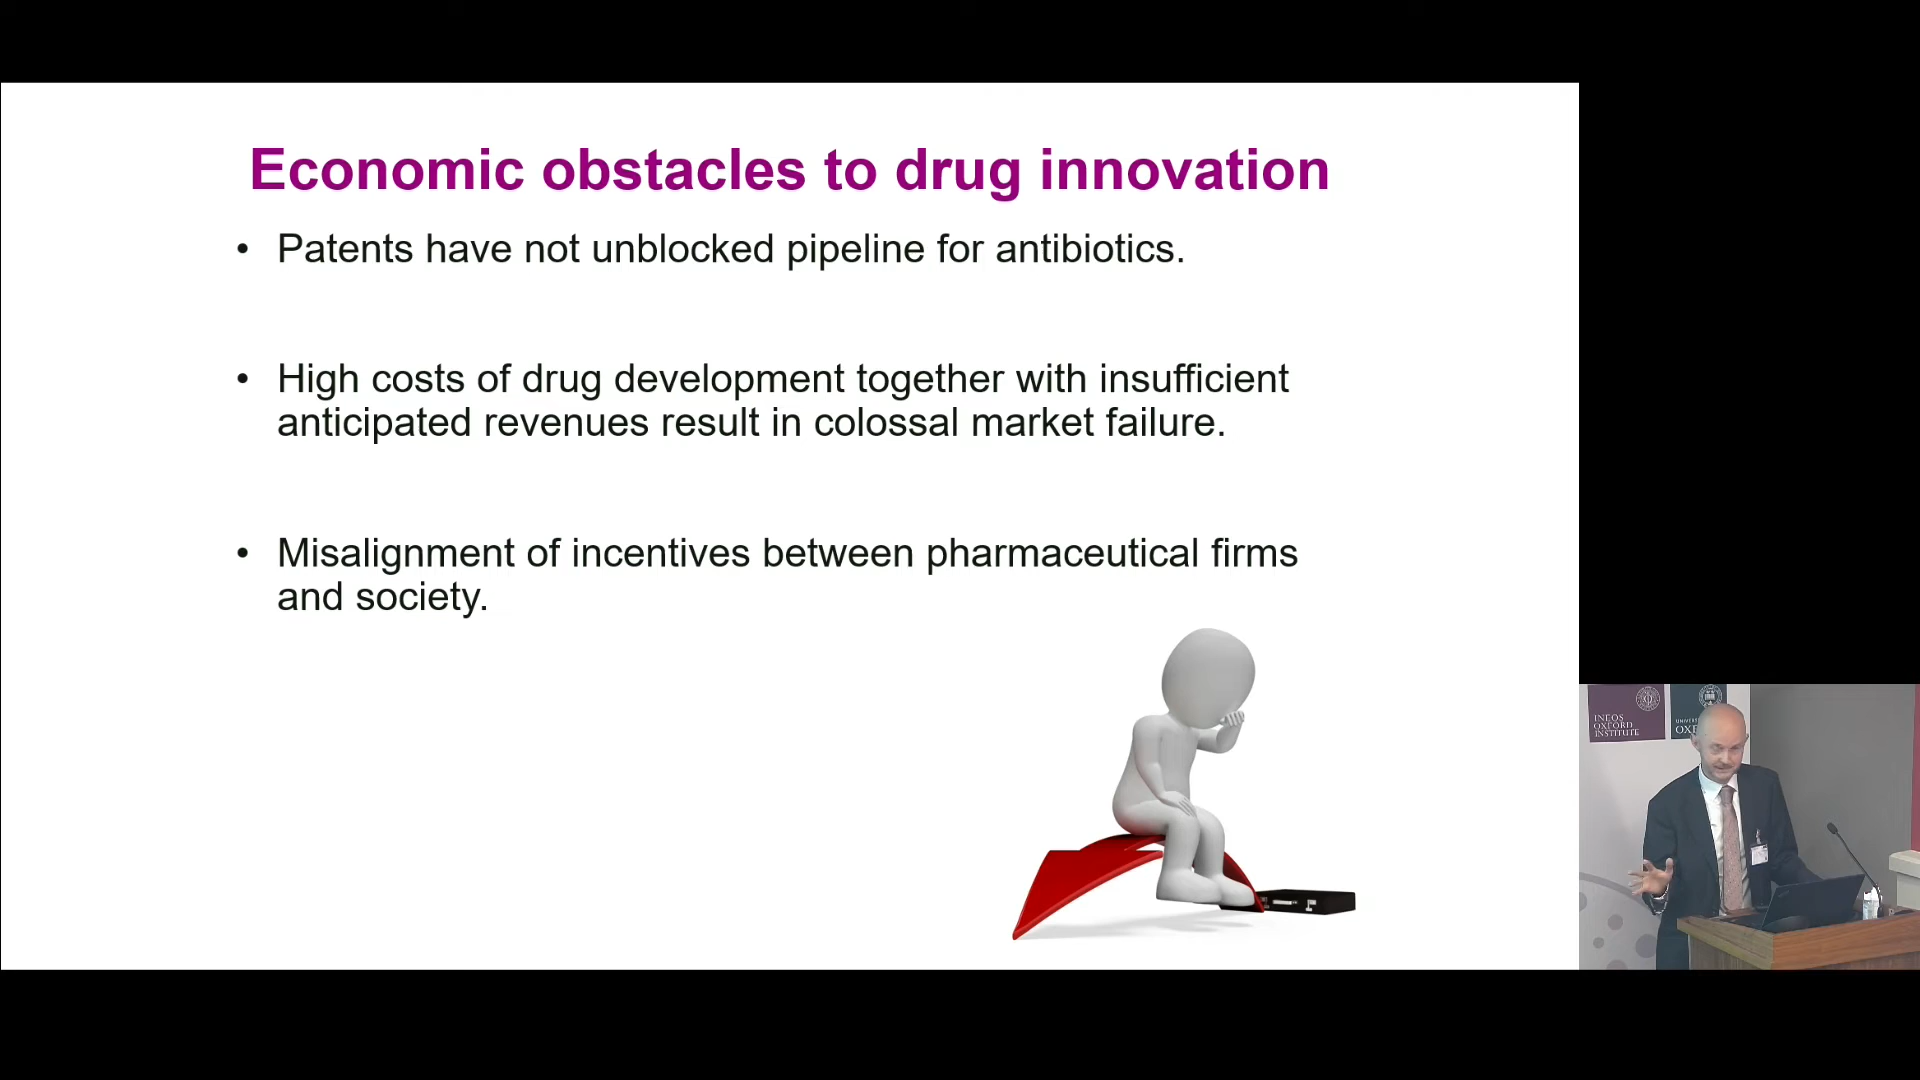 Economic obstacles to drug innovation
• Patents have not unblocked pipeline for antibiotics.
• High costs of drug development together with insufficient
anticipated revenues result in colossal market failure.
• Misalignment of incentives between pharmaceutical firms
and society.
INEOS
OXFORD
INSTITUTE